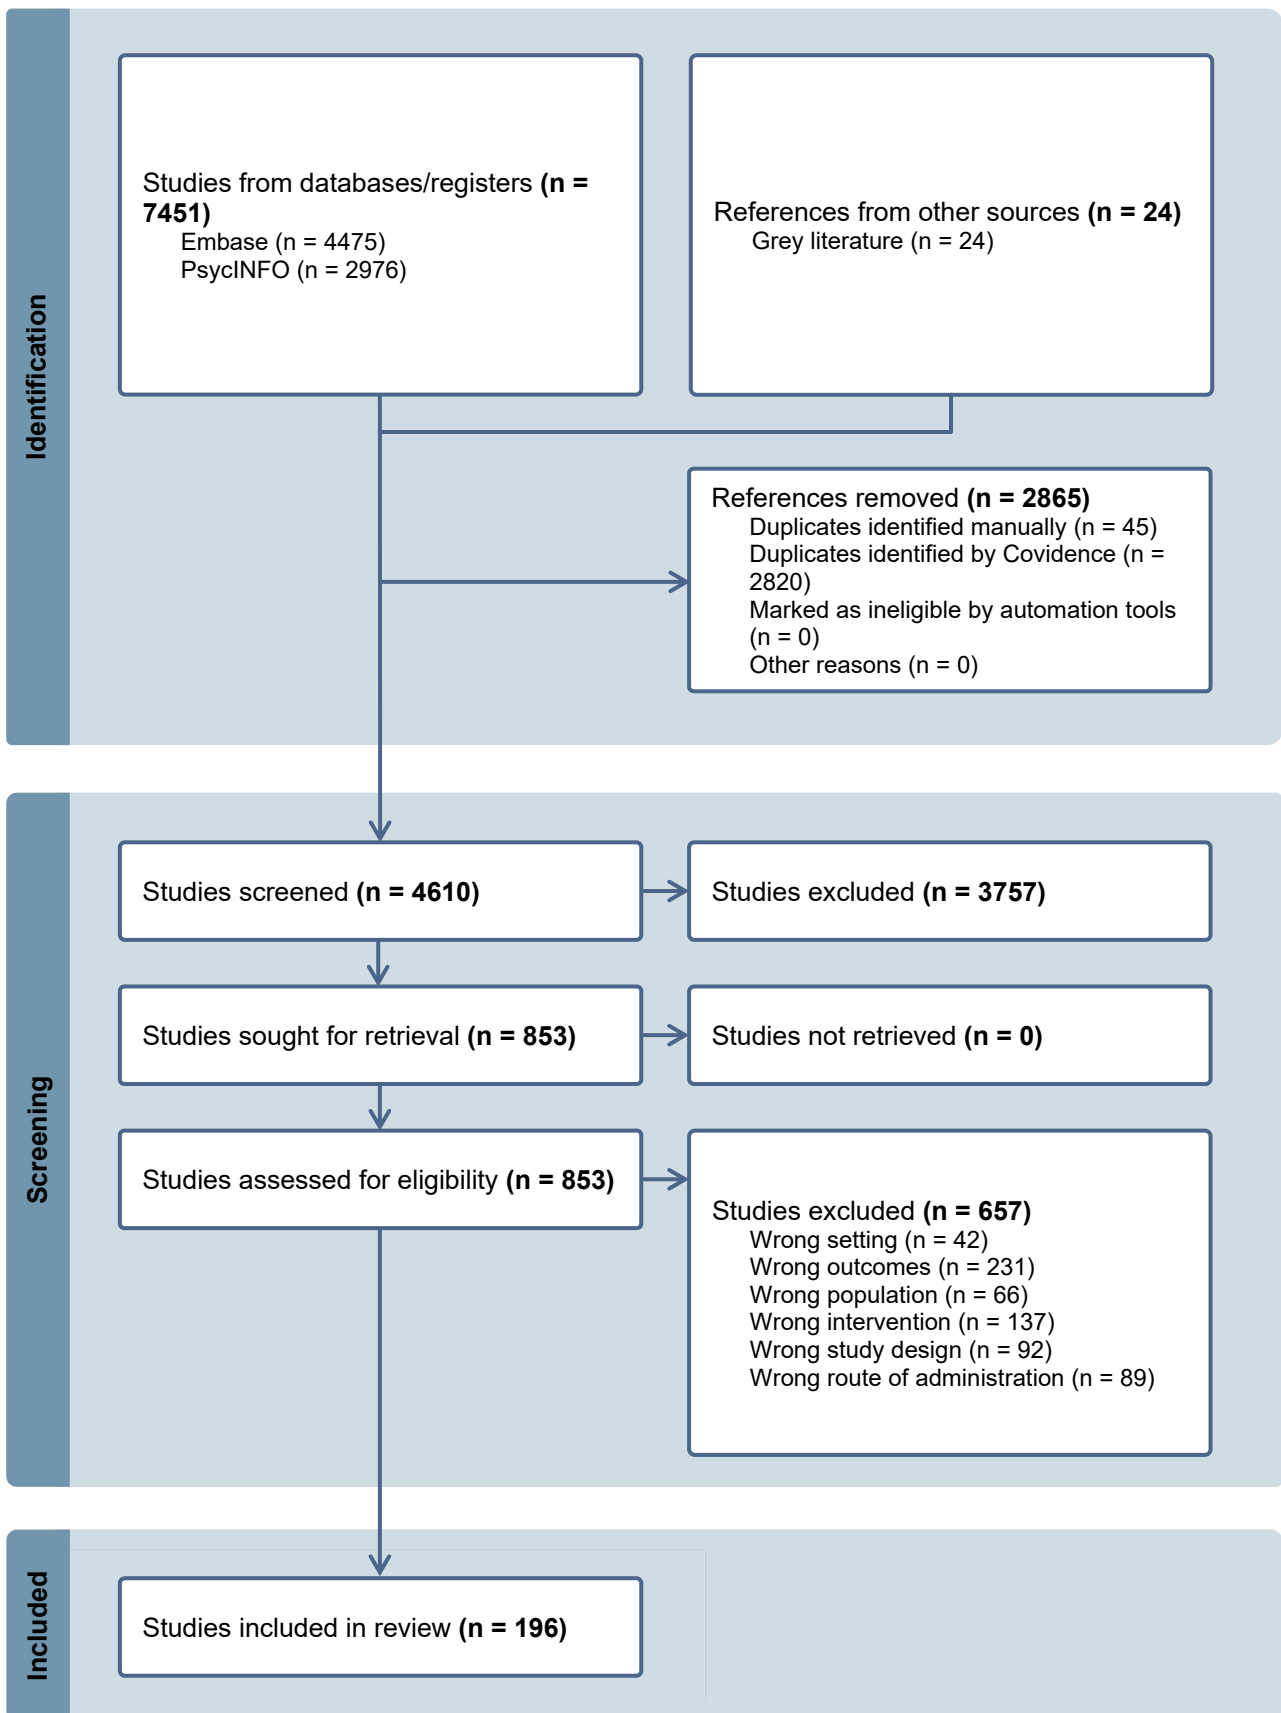 Identification
Studies from databases/registers (n =
7451)
Embase (n = 4475)
PsycINFO (n = 2976)
References from other sources (n = 24)
Grey literature (n = 24)
References removed (n = 2865)
Duplicates identified manually (n = 45)
Duplicates identified by Covidence (n =
2820)
Marked as ineligible by automation tools
(n = 0)
Other reasons (n = 0)
Screening
Studies screened (n = 4610)
Studies excluded (n = 3757)
Studies sought for retrieval (n = 853)
Studies not retrieved (n = 0)
Studies assessed for eligibility (n = 853)
Studies excluded (n = 657)
Wrong setting (n = 42)
Wrong outcomes (n = 231)
Wrong population (n = 66)
Wrong intervention (n = 137)
Wrong study design (n = 92)
Wrong route of administration (n = 89)
Included
Studies included in review (n = 196)